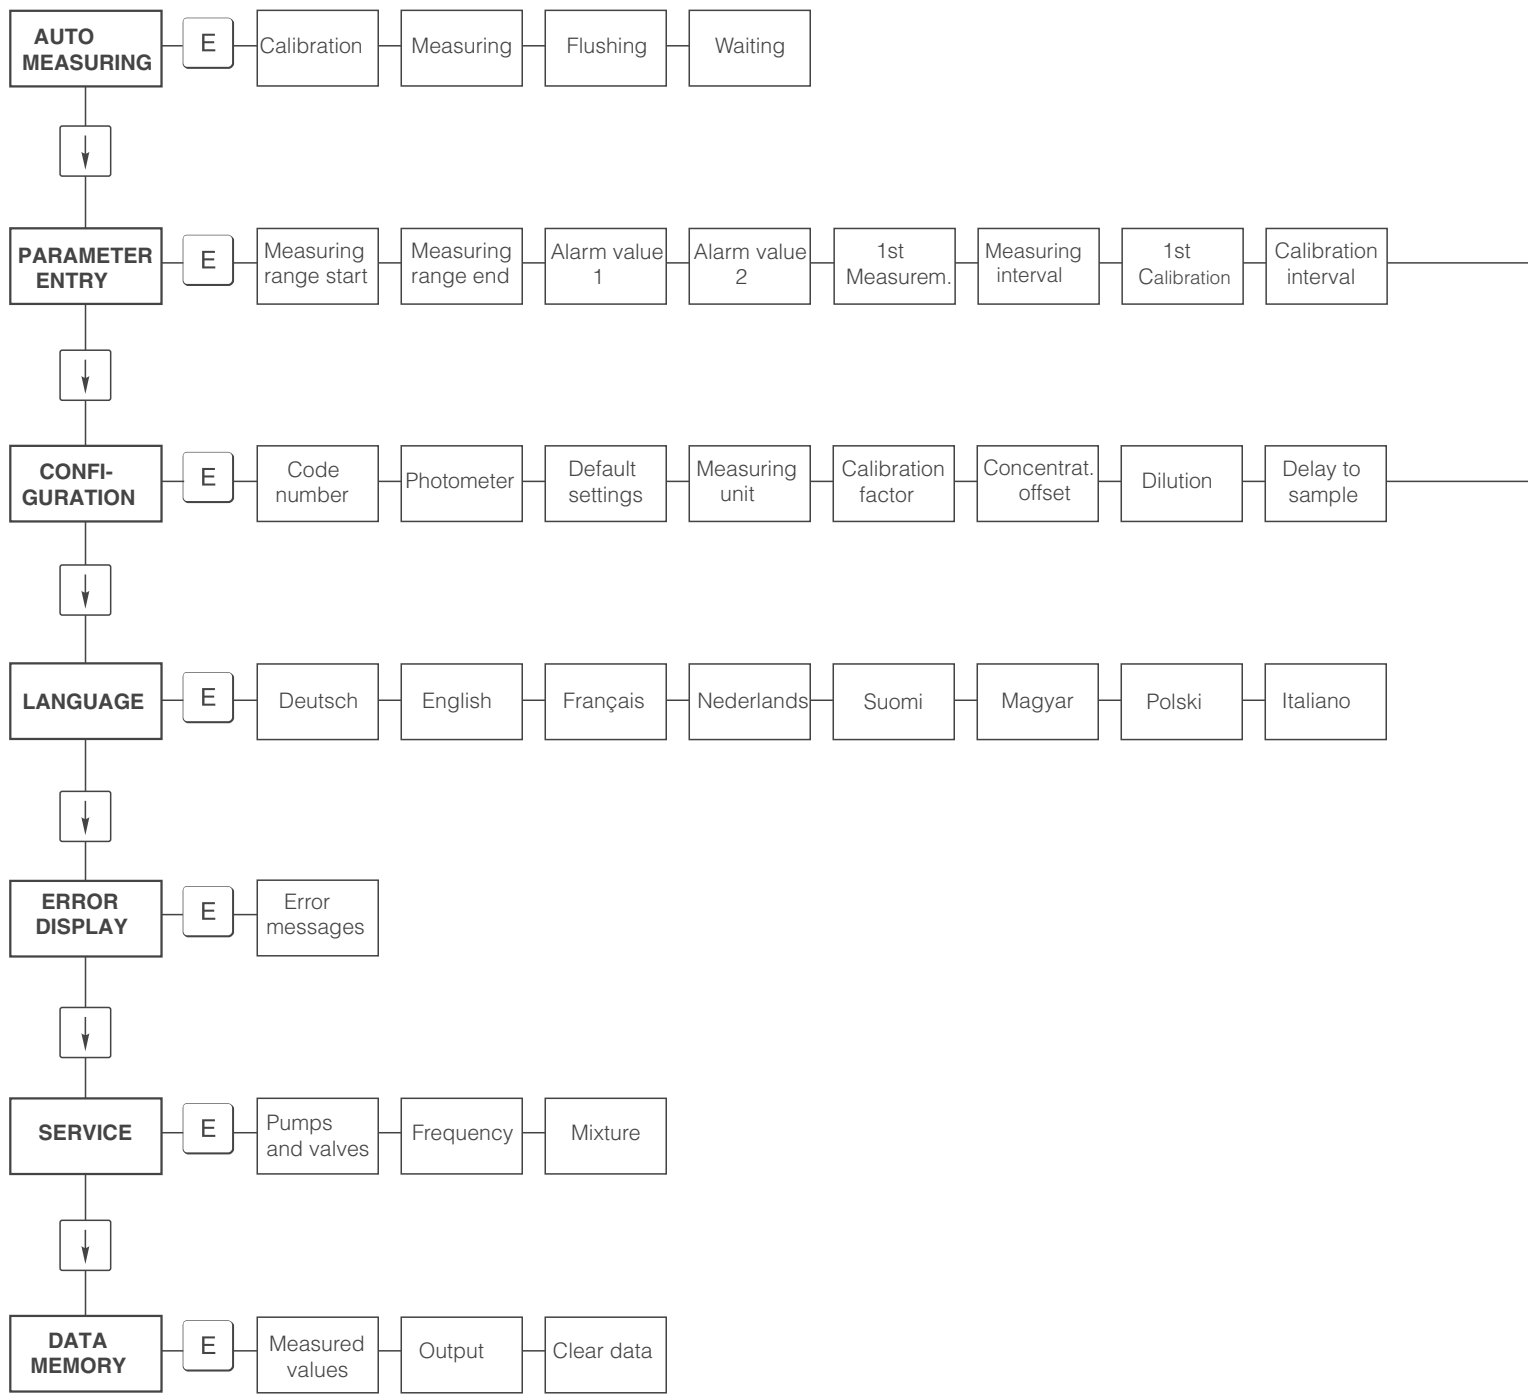 AUTO
MEASURING
E
Calibration
Measuring
Flushing
Waiting
PARAMETER
ENTRY
E
Measuring
range start
Measuring
range end
Alarm value
1
Alarm value
2
1st
Measurem.
Measuring
interval
1st
Calibration
Calibration
interval
CONFI-
GURATION
E
Code
number
Photometer
Default
settings
Measuring
unit
Calibration
factor
Concentrat.
offset
Dilution
Delay to
sample
LANGUAGE
E
Deutsch
English
Français
Nederlands
Suomi
Magyar
Polski
Italiano
ERROR
DISPLAY
E
Error
messages
SERVICE
E
Pumps
and valves
Frequency
Mixture
DATA
MEMORY
E
Measured
values
Output
Clear data